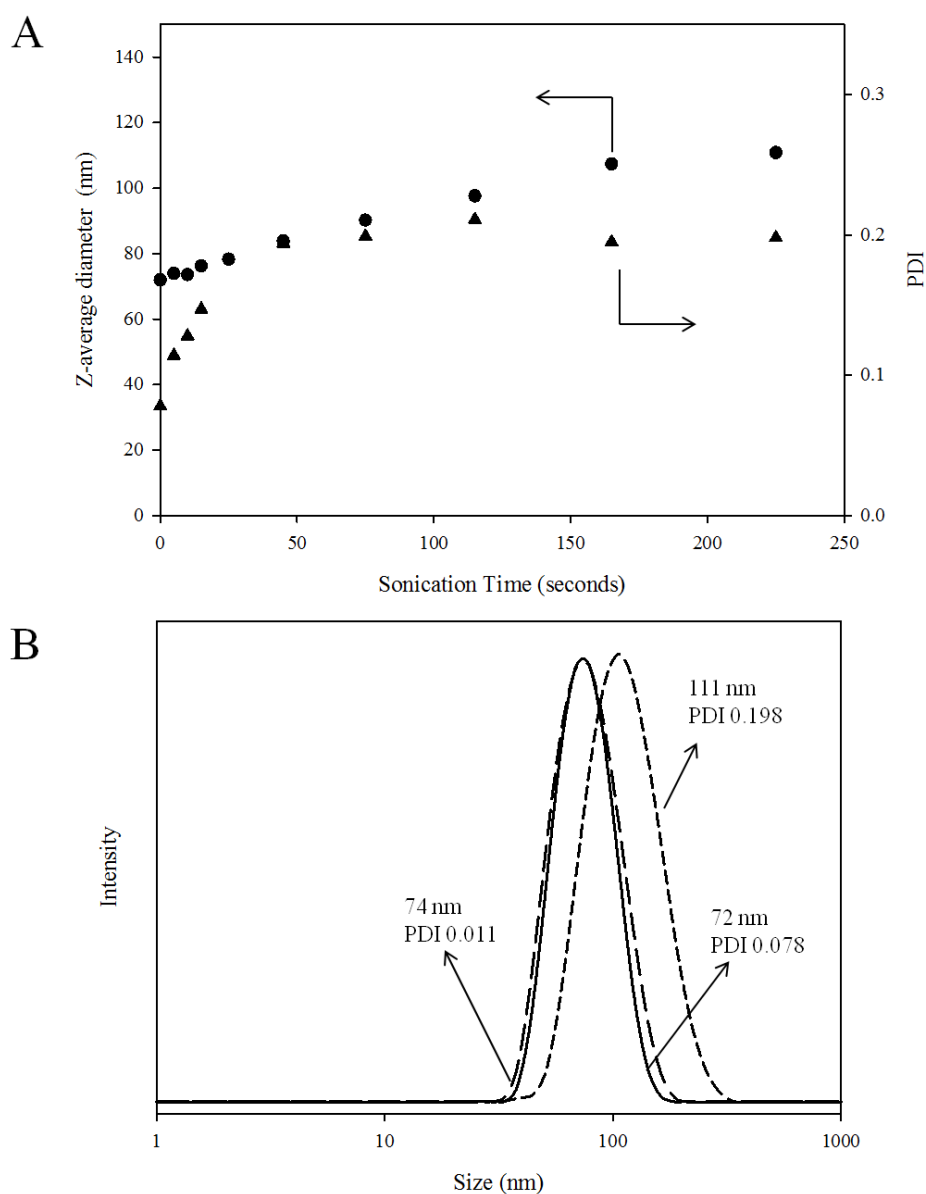 A
140
120
100
80
60
40
20
0
Z-average diameter (nm)
0.3
0.2
0.1
0.0
PDI
0
50
100
150
200
250
Sonication Time (seconds)
B
111 nm
PDI 0.198
74 nm
PDI 0.011
72 nm
PDI 0.078
Intensity
1
10
100
1000
Size (nm)